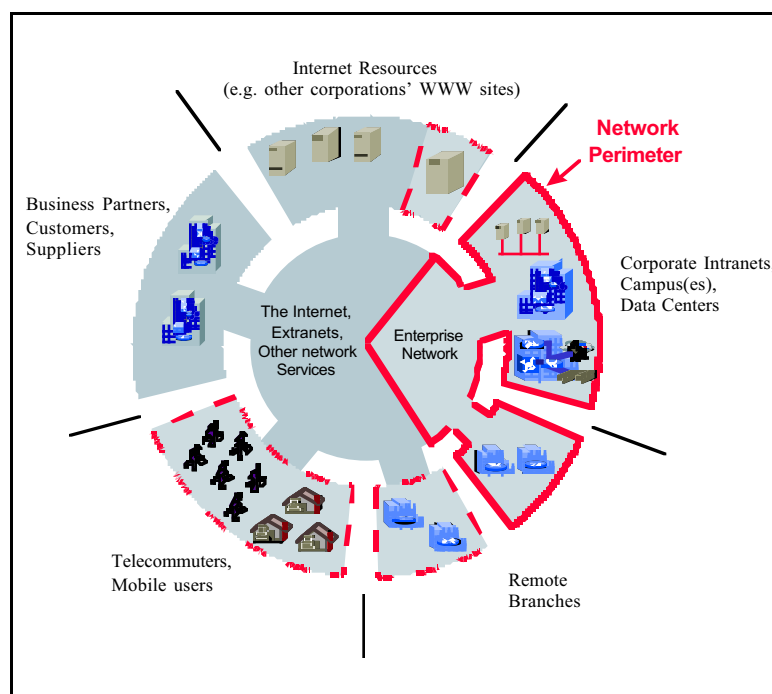 Internet Resources
(e.g. other corporations’ WWW sites)
Network
Perimeter
Business Partners,
Customers,
Suppliers
Corporate Intranets
Campus(es),
Data Centers
The Internet,
Extranets,
Other network
Services
Enterprise
Network
Telecommuters,
Mobile users
Remote
Branches